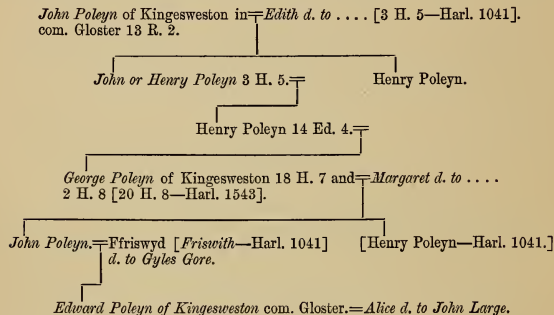 John Poleyn of Kingesweston in=Edith d. to . . . . [3 H. 5—Harl. 1041].
com. Gloster 13 R. 2.
John or Henry Poleyn 3 H. 5.= Henry Poleyn.
Henry Poleyn 14 Ed. 4.=
George Poleyn of Kingesweston 18 H. 7 and=Margaret d. to . . . .
2 H. 8 [20 H. 8—Harl. 1543].
John Poleyn.=Ffriswyd [Friswith—Harl. 1041] [Henry Poleyn—Harl. 1041.]
d. to Gyles Gore.
Edward Poleyn of Kingesweston com. Gloster.=Alice d. to John Large.